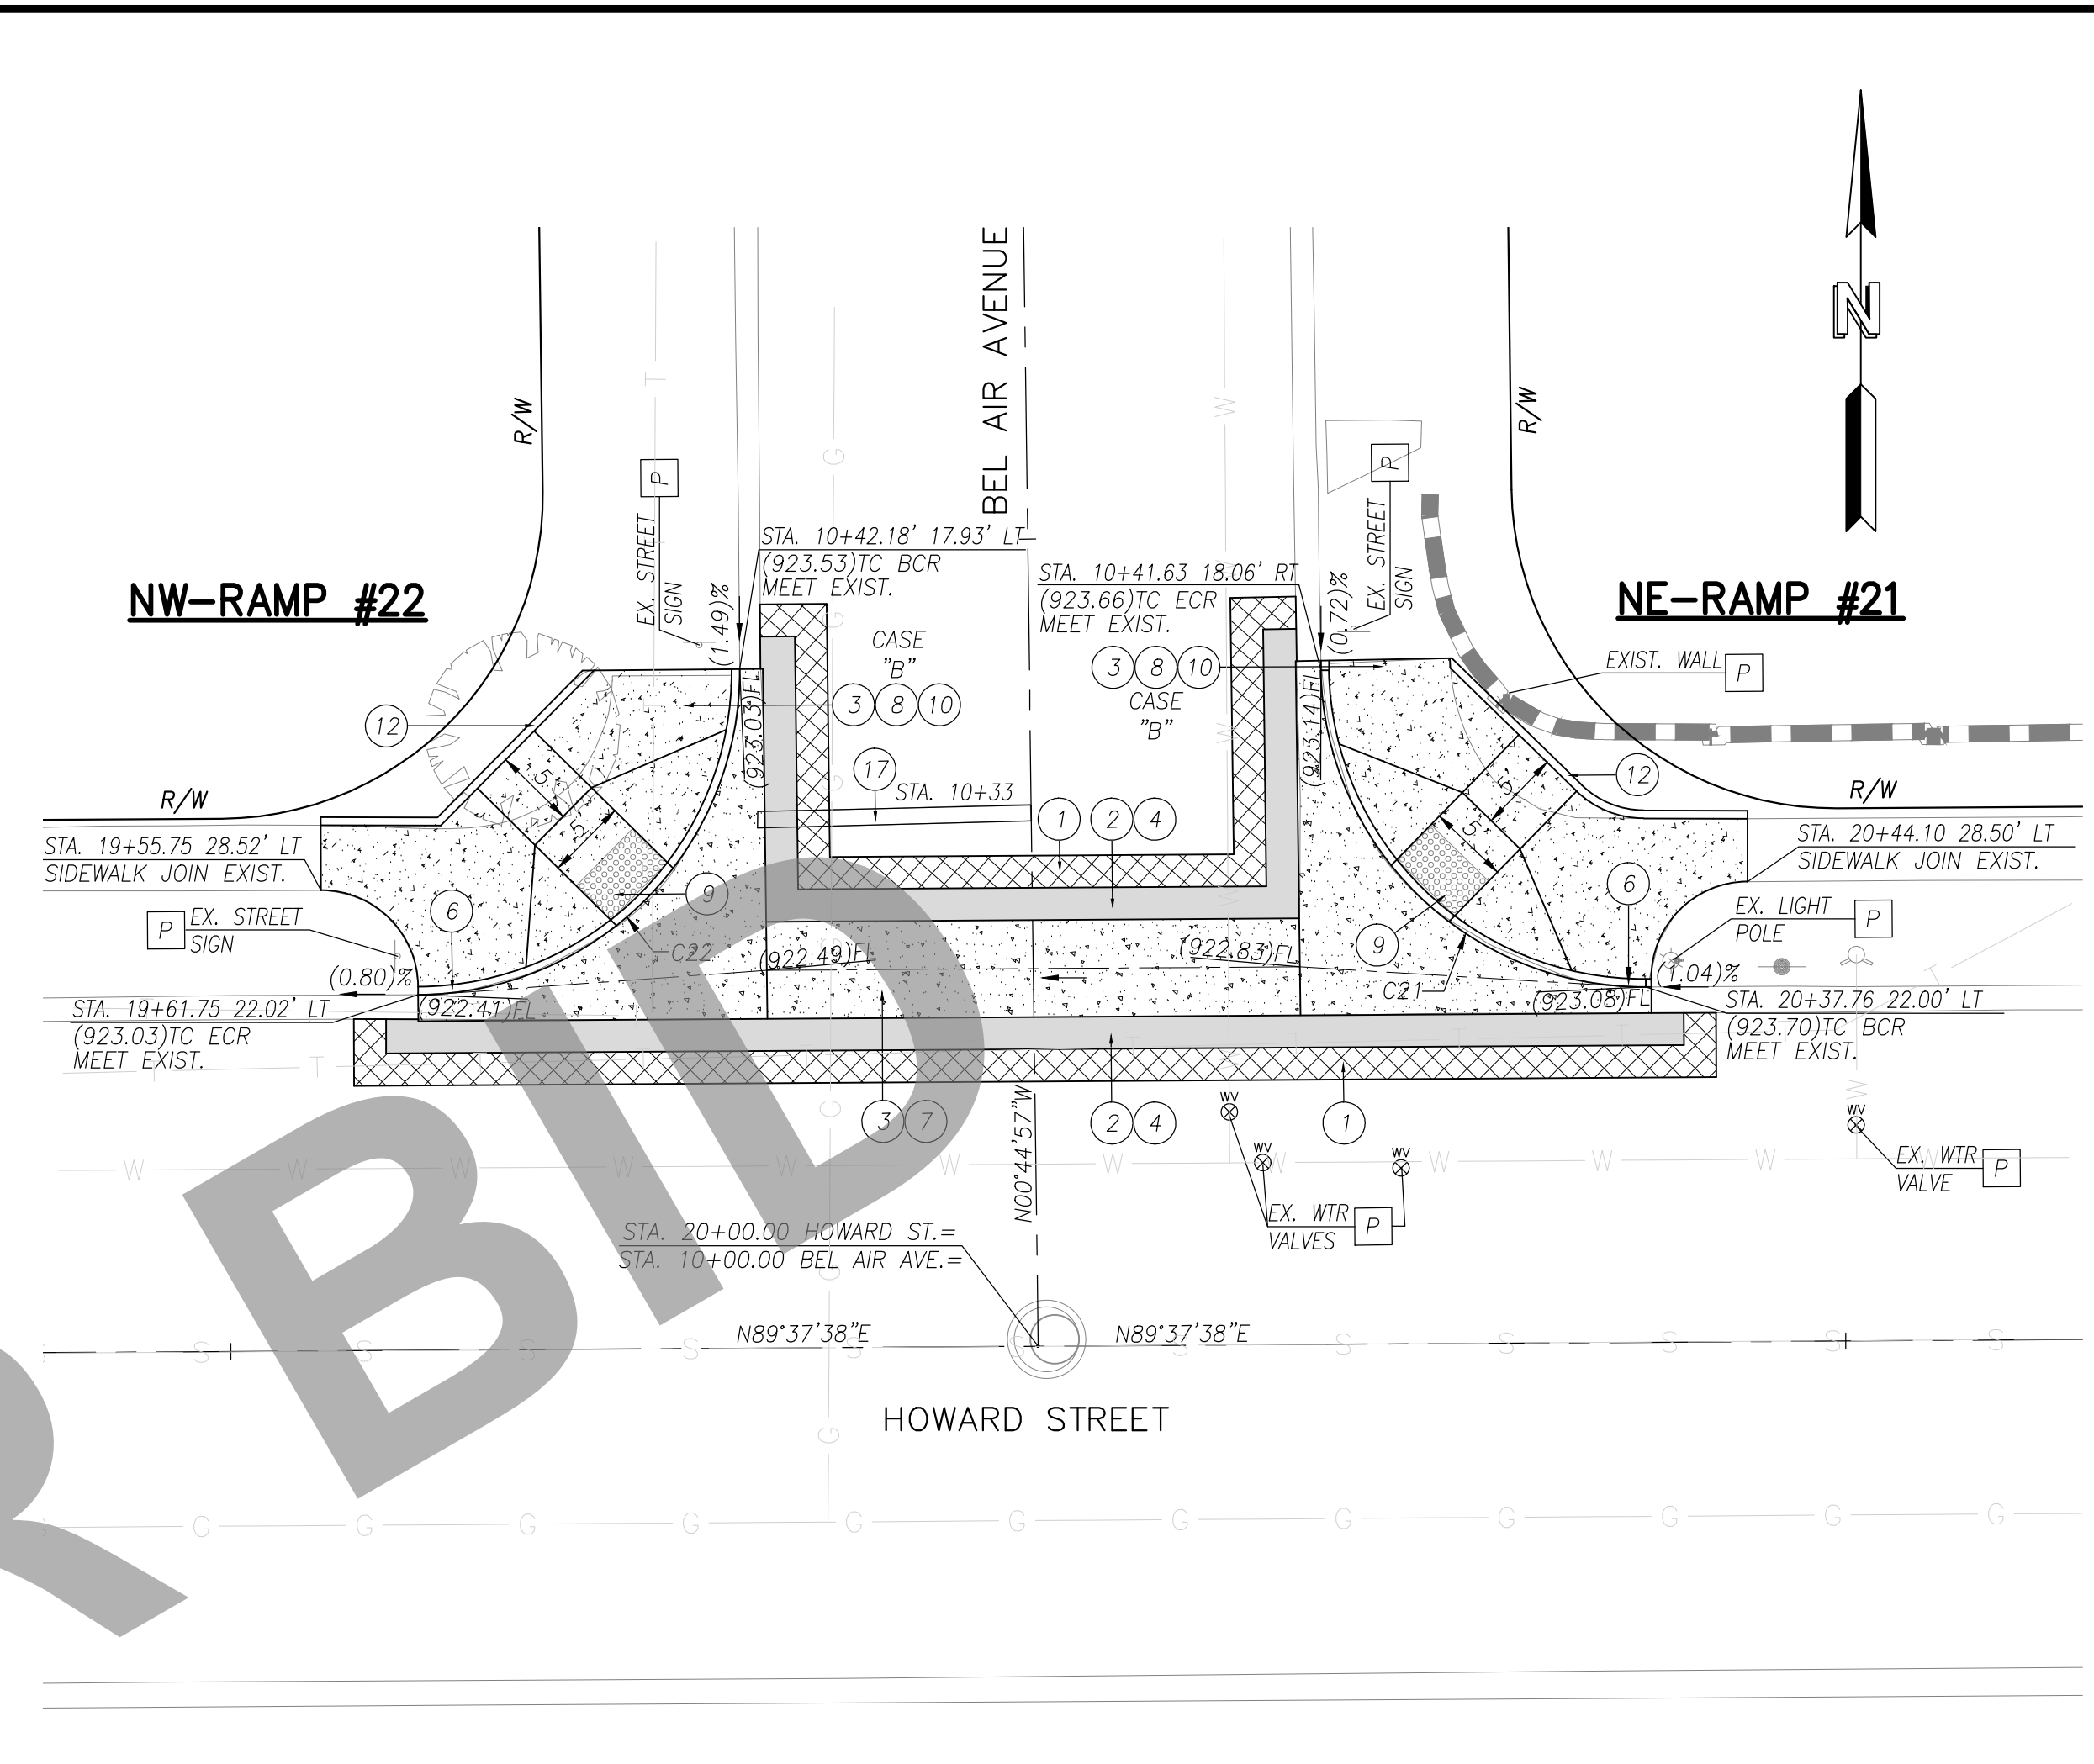 BEL AIR AVENUE
N
R/W
R/W
P
EX. STREET
SIGN
(1.49)%
STA. 10+42.18' 17.93' LT
(923.53)TC BCR
MEET EXIST.
P
EX. STREET
SIGN
(0.72)%
STA. 10+41.63 18.06' RT
(923.66)TC ECR
MEET EXIST.
NW-RAMP #22
NE-RAMP #21
CASE
"B"
3 8 10
3 8 10
CASE
"B"
EXIST. WALL P
12
12
(923.03)FL
(923.14)FL
17
STA. 10+33
1 2 4
5'
5'
5'
5'
R/W
R/W
STA. 19+55.75 28.52' LT
SIDEWALK JOIN EXIST.
STA. 20+44.10 28.50' LT
SIDEWALK JOIN EXIST.
6
9
6
9
P EX. STREET
SIGN
EX. LIGHT P
POLE
C22
C21
(922.49)FL
(922.83)FL
(0.80)%
(1.04)%
(922.41)FL
(923.08)FL
STA. 19+61.75 22.02' LT
(923.03)TC ECR
MEET EXIST.
STA. 20+37.76 22.00' LT
(923.70)TC BCR
MEET EXIST.
3 7
2 4
1
WV
WV
WV
WV
N00°44'57"W
EX. WTR P
VALVES
EX. WTR P
VALVE
STA. 20+00.00 HOWARD ST.=
STA. 10+00.00 BEL AIR AVE.=
N89°37'38"E
N89°37'38"E
HOWARD STREET
T
G
W
T T T T T
W W W W W W W W W W W
S S S S S S S S S S S S
G G G G G G G G G G G G
R BID